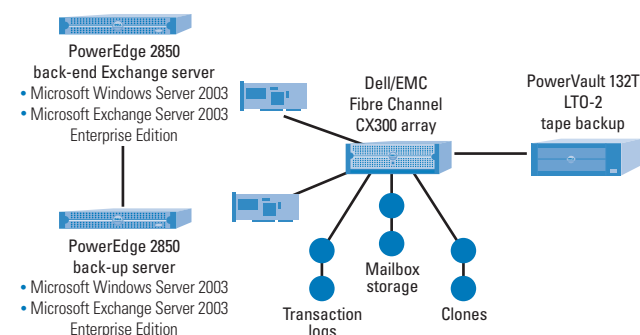 PowerEdge 2850
back-end Exchange server
• Microsoft Windows Server 2003
• Microsoft Exchange Server 2003
Enterprise Edition
PowerEdge 2850
back-up server
• Microsoft Windows Server 2003
• Microsoft Exchange Server 2003
Enterprise Edition
Dell/EMC
Fibre Channel
CX300 array
PowerVault 132T
LTO-2
tape backup
Transaction
logs
Mailbox
storage
Clones